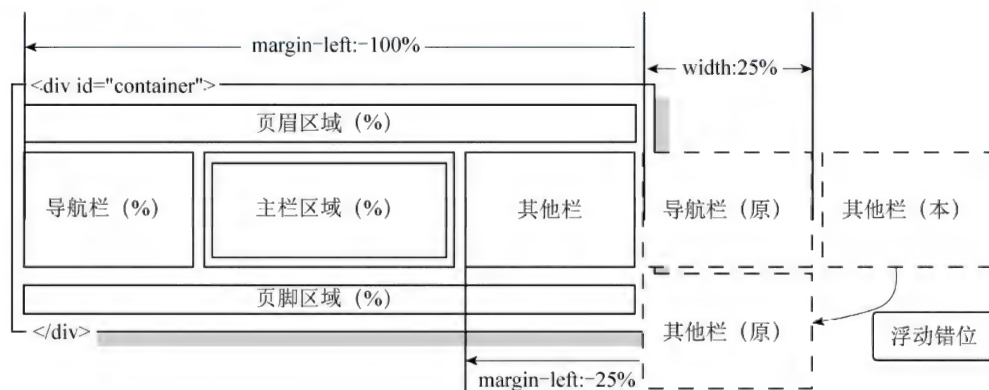 margin-left:-100%
width:25%
<div id="container">
页眉区域（%）
导航栏（%）
主栏区域（%）
其他栏
导航栏（原）
其他栏（本）
页脚区域（%）
其他栏（原）
</div>
浮动错位
margin-left:-25%